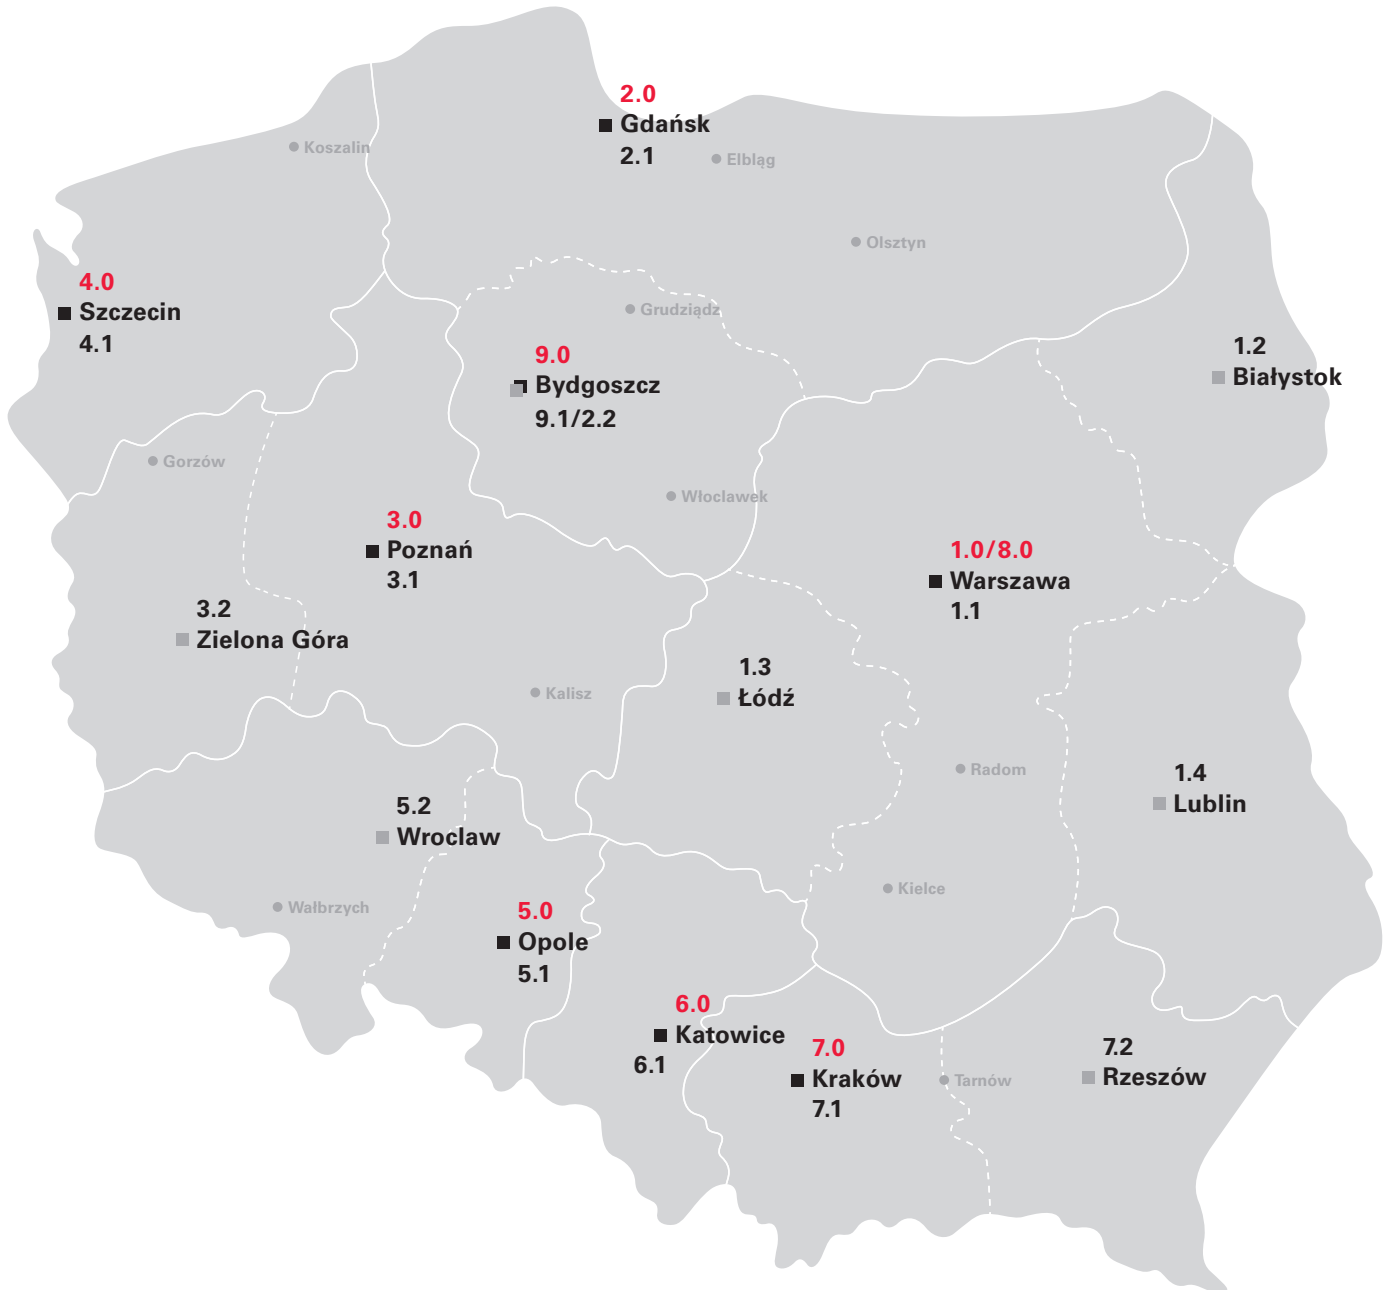 2.0
Gdańsk
2.1
Koszalin
Elbląg
Olsztyn
4.0
Szczecin
4.1
Grudziądz
9.0
Bydgoszcz
9.1/2.2
1.2
Białystok
Gorzów
Włocławek
3.0
Poznań
3.1
1.0/8.0
Warszawa
1.1
3.2
Zielona Góra
1.3
Łódź
Kalisz
Radom
1.4
Lublin
5.2
Wroclaw
Kielce
Wałbrzych
5.0
Opole
5.1
6.0
Katowice
6.1
7.0
Kraków
7.1
Tarnów
7.2
Rzeszów